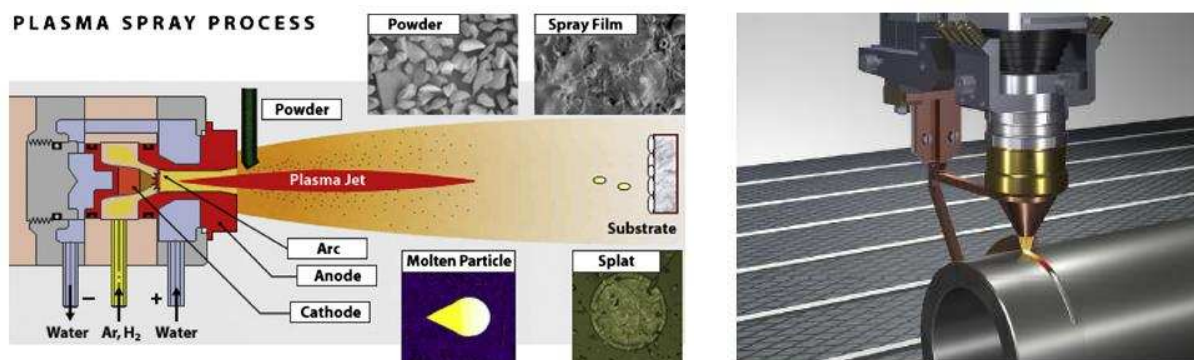 PLASMA SPRAY PROCESS
Powder
Spray Film
Powder
Plasma Jet
Substrate
Arc
Anode
Cathode
Molten Particle
Splat
− +
Water Ar, H₂ Water